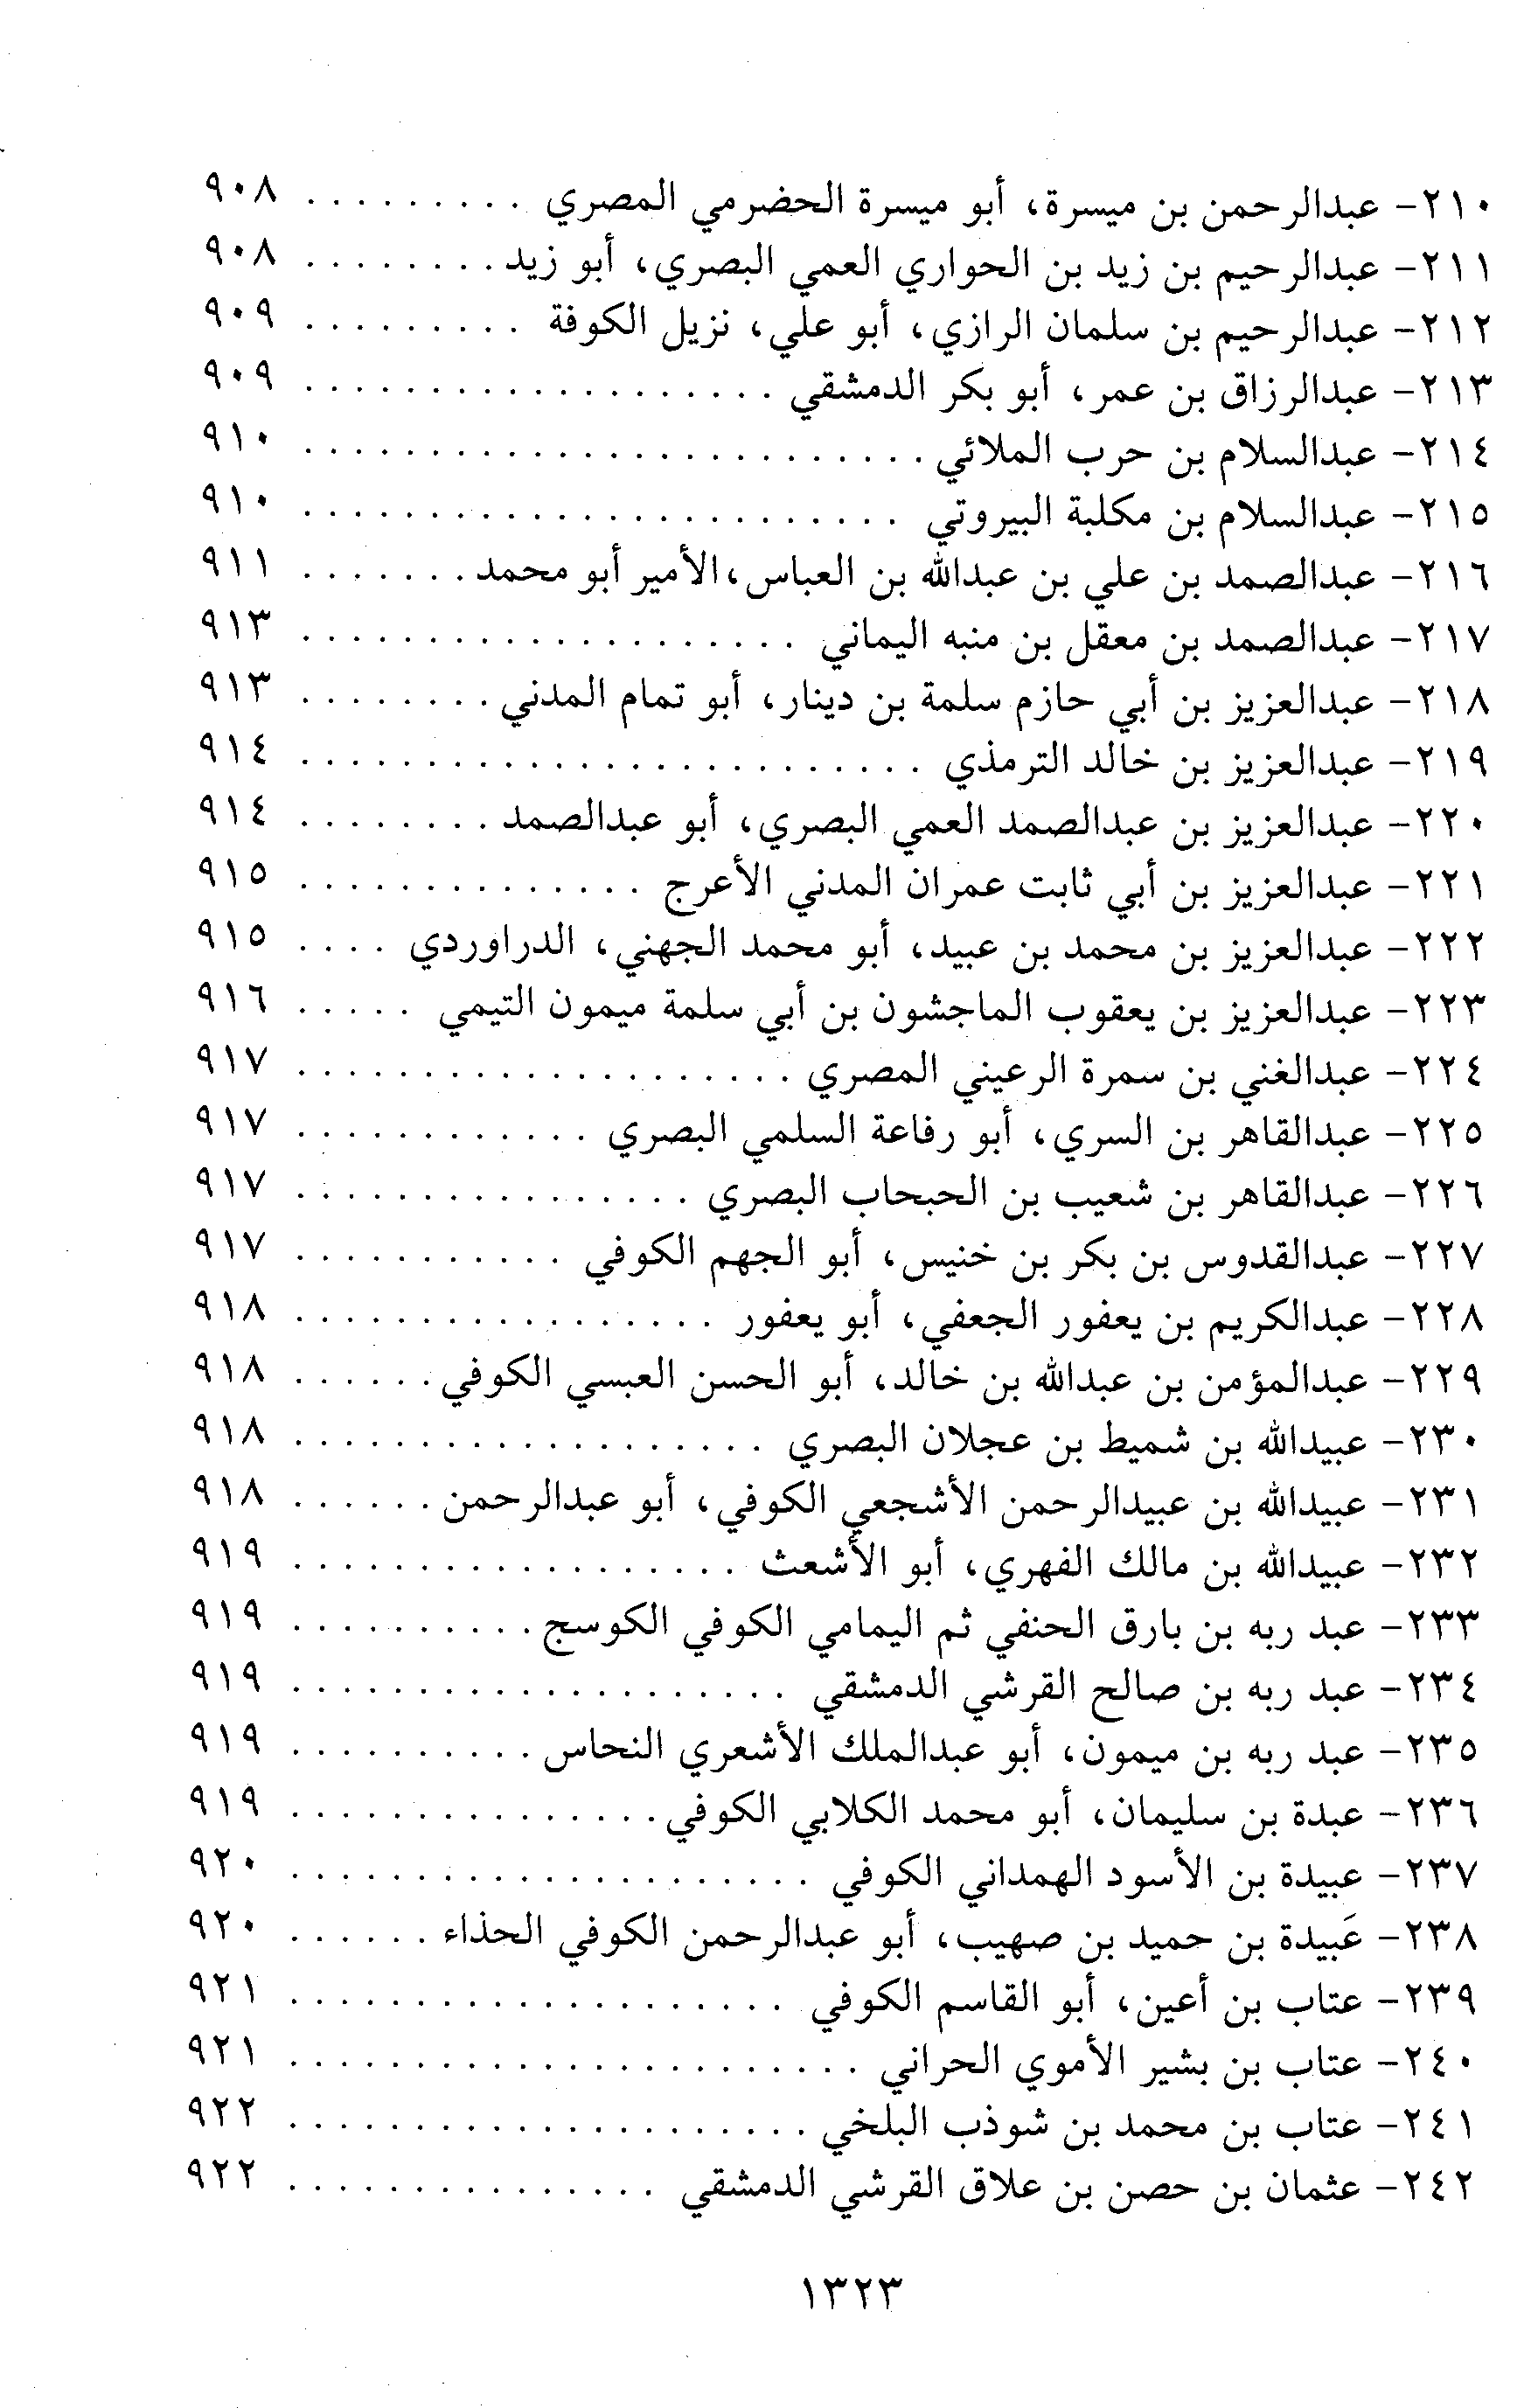 ٢١٠- عبدالرحمن بن ميسرة، أبو ميسرة الحضرمي المصري . . . . . . . . . ٩٠٨
٢١١- عبدالرحيم بن زيد بن الحواري العمي البصري، أبو زيد . . . . . . . . ٩٠٨
٢١٢- عبدالرحيم بن سلمان الرازي، أبو علي، نزيل الكوفة . . . . . . . . . ٩٠٩
٢١٣- عبدالرزاق بن عمر، أبو بكر الدمشقي . . . . . . . . . . . . . . . . . . . ٩٠٩
٢١٤- عبدالسلام بن حرب الملائي . . . . . . . . . . . . . . . . . . . . . . . . . ٩١٠
٢١٥- عبدالسلام بن مكلبة البيروتي . . . . . . . . . . . . . . . . . . . . . . . . ٩١٠
٢١٦- عبدالصمد بن علي بن عبدالله بن العباس، الأمير أبو محمد . . . . . . . ٩١١
٢١٧- عبدالصمد بن معقل بن منبه اليماني . . . . . . . . . . . . . . . . . . . . ٩١٣
٢١٨- عبدالعزيز بن أبي حازم سلمة بن دينار، أبو تمام المدني . . . . . . . . ٩١٣
٢١٩- عبدالعزيز بن خالد الترمذي . . . . . . . . . . . . . . . . . . . . . . . . . ٩١٤
٢٢٠- عبدالعزيز بن عبدالصمد العمي البصري، أبو عبدالصمد . . . . . . . . ٩١٤
٢٢١- عبدالعزيز بن أبي ثابت عمران المدني الأعرج . . . . . . . . . . . . . . ٩١٥
٢٢٢- عبدالعزيز بن محمد بن عبيد، أبو محمد الجهني، الدراوردي . . . . ٩١٥
٢٢٣- عبدالعزيز بن يعقوب الماجشون بن أبي سلمة ميمون التيمي . . . . . ٩١٦
٢٢٤- عبدالغني بن سمرة الرعيني المصري . . . . . . . . . . . . . . . . . . . . ٩١٧
٢٢٥- عبدالقاهر بن السري، أبو رفاعة السلمي البصري . . . . . . . . . . . . ٩١٧
٢٢٦- عبدالقاهر بن شعيب بن الحبحاب البصري . . . . . . . . . . . . . . . . ٩١٧
٢٢٧- عبدالقدوس بن بكر بن خنيس، أبو الجهم الكوفي . . . . . . . . . . . ٩١٧
٢٢٨- عبدالكريم بن يعفور الجعفي، أبو يعفور . . . . . . . . . . . . . . . . . ٩١٨
٢٢٩- عبدالمؤمن بن عبدالله بن خالد، أبو الحسن العبسي الكوفي . . . . . . ٩١٨
٢٣٠- عبيدالله بن شميط بن عجلان البصري . . . . . . . . . . . . . . . . . . . ٩١٨
٢٣١- عبيدالله بن عبيدالرحمن الأشجعي الكوفي، أبو عبدالرحمن . . . . . . ٩١٨
٢٣٢- عبيدالله بن مالك الفهري، أبو الأشعث . . . . . . . . . . . . . . . . . . ٩١٩
٢٣٣- عبد ربه بن بارق الحنفي ثم اليمامي الكوفي الكوسج . . . . . . . . . . ٩١٩
٢٣٤- عبد ربه بن صالح القرشي الدمشقي . . . . . . . . . . . . . . . . . . . . ٩١٩
٢٣٥- عبد ربه بن ميمون، أبو عبدالملك الأشعري النحاس . . . . . . . . . . ٩١٩
٢٣٦- عبدة بن سليمان، أبو محمد الكلابي الكوفي . . . . . . . . . . . . . . . ٩١٩
٢٣٧- عبيدة بن الأسود الهمداني الكوفي . . . . . . . . . . . . . . . . . . . . . ٩٢٠
٢٣٨- عَبيدة بن حميد بن صهيب، أبو عبدالرحمن الكوفي الحذاء . . . . . . ٩٢٠
٢٣٩- عتاب بن أعين، أبو القاسم الكوفي . . . . . . . . . . . . . . . . . . . . ٩٢١
٢٤٠- عتاب بن بشير الأموي الحراني . . . . . . . . . . . . . . . . . . . . . . . ٩٢١
٢٤١- عتاب بن محمد بن شوذب البلخي . . . . . . . . . . . . . . . . . . . . . ٩٢٢
٢٤٢- عثمان بن حصن بن علاق القرشي الدمشقي . . . . . . . . . . . . . . . ٩٢٢
١٣٢٣